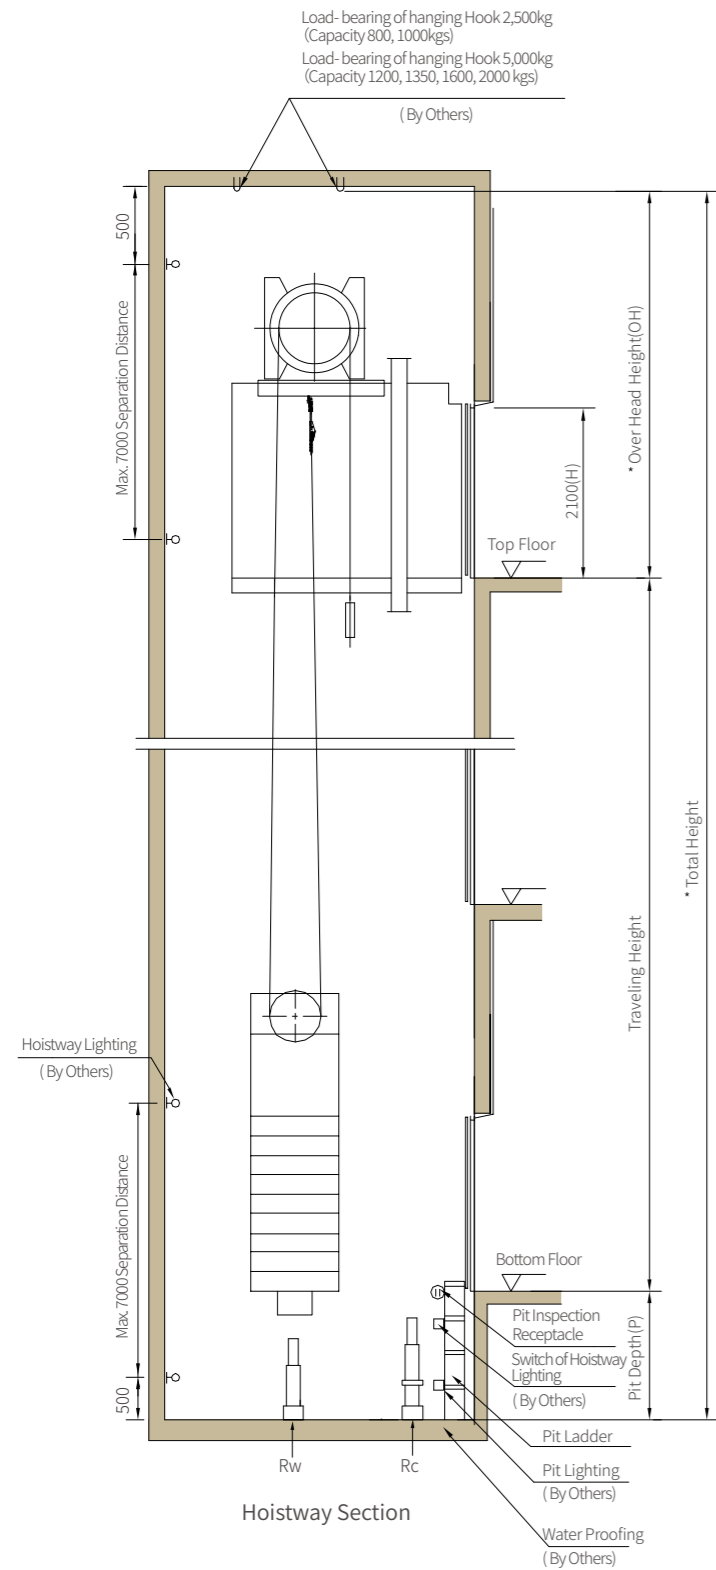 Load- bearing of hanging Hook 2,500kg
(Capacity 800, 1000kgs)
Load- bearing of hanging Hook 5,000kg
(Capacity 1200, 1350, 1600, 2000 kgs)
( By Others)
500
Max. 7000 Separation Distance
* Over Head Height(OH)
2100(H)
Top Floor
* Total Height
Traveling Height
Hoistway Lighting
( By Others)
Max. 7000 Separation Distance
500
Bottom Floor
Pit Inspection
Receptacle
Switch of Hoistway
Lighting
( By Others)
Pit Depth(P)
Pit Ladder
Pit Lighting
( By Others)
Rw
Rc
Hoistway Section
Water Proofing
( By Others)